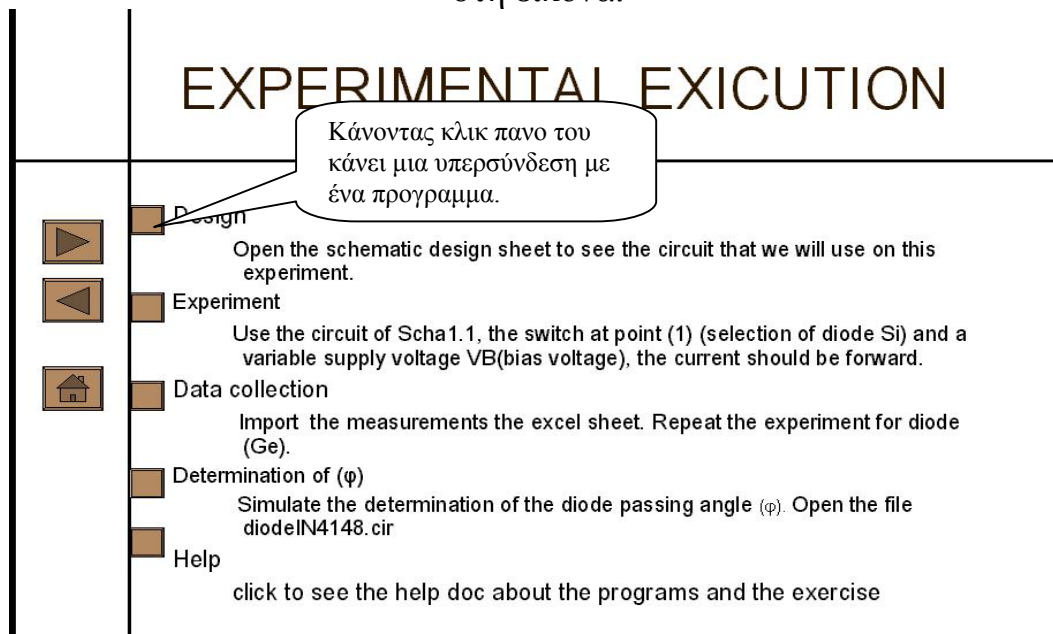 EXPERIMENTAL EXICUTION
Κάνοντας κλικ πανο του
κάνει μια υπερσύνδεση με
ένα προγραμμα.
Design
Open the schematic design sheet to see the circuit that we will use on this
experiment.
Experiment
Use the circuit of Scha1.1, the switch at point (1) (selection of diode Si) and a
variable supply voltage VB(bias voltage), the current should be forward.
Data collection
Import the measurements the excel sheet. Repeat the experiment for diode
(Ge).
Determination of (φ)
Simulate the determination of the diode passing angle (φ). Open the file
diodeIN4148.cir
Help
click to see the help doc about the programs and the exercise